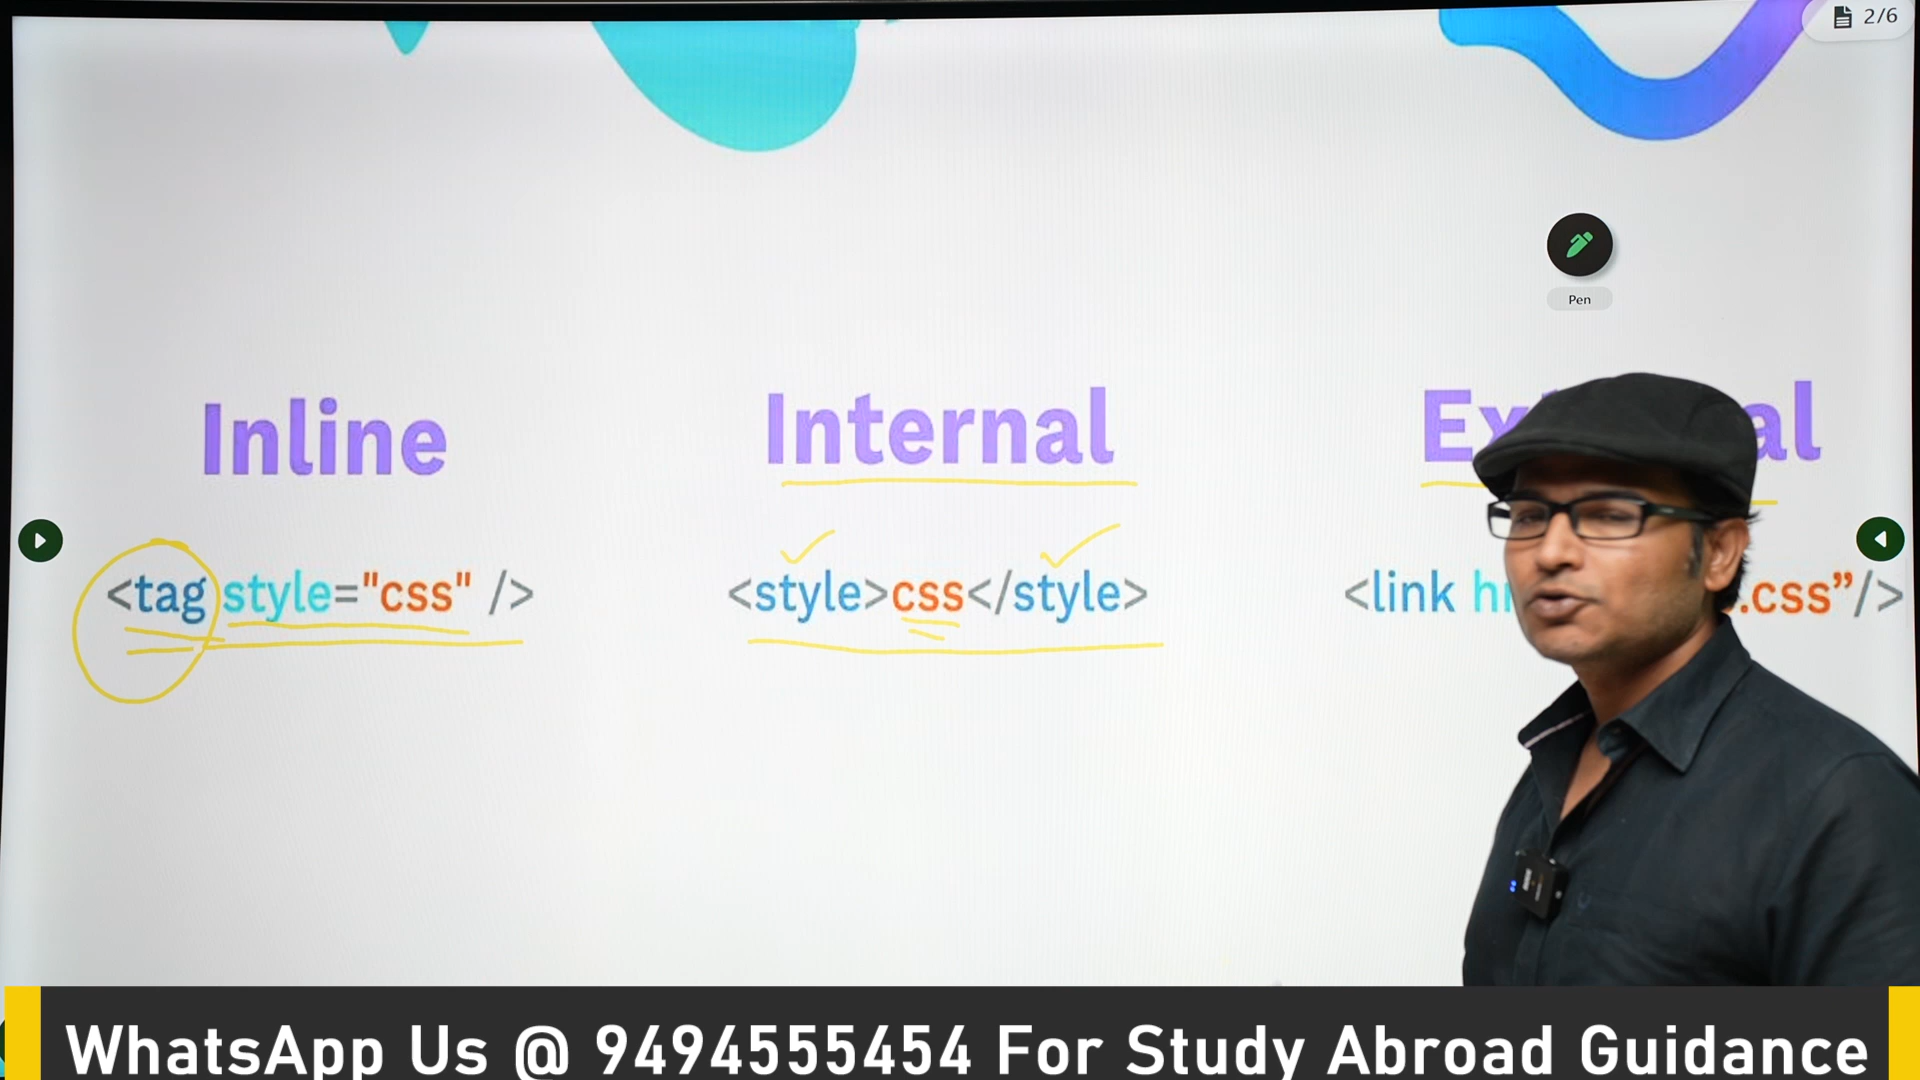 2/6
Pen
Inline
Internal
<tag style="css" />
<style>css</style>
<link .css”/>
WhatsApp Us @ 9494555454 For Study Abroad Guidance